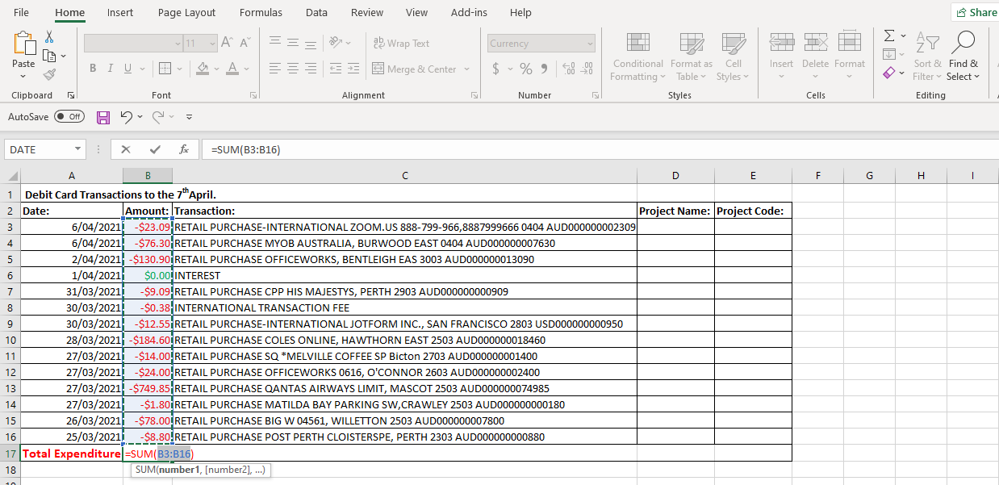 File Home Insert Page Layout Formulas Data Review View Add-ins Help Share
11 A A ab Wrap Text Currency Σ A Z
Paste B I U A Merge & Center $ % Conditional Formatting Format as Table Cell Styles Insert Delete Format Sort & Filter Find & Select
Clipboard Font Alignment Number Styles Cells Editing
AutoSave Off
DATE fx =SUM(B3:B16)
A B C D E F G H I
1 Debit Card Transactions to the 7th April.
2 Date: Amount: Transaction: Project Name: Project Code:
3 6/04/2021 -$23.09 RETAIL PURCHASE-INTERNATIONAL ZOOM.US 888-799-966,8887999666 0404 AUD000000002309
4 6/04/2021 -$76.30 RETAIL PURCHASE MYOB AUSTRALIA, BURWOOD EAST 0404 AUD000000007630
5 2/04/2021 -$130.90 RETAIL PURCHASE OFFICEWORKS, BENTLEIGH EAS 3003 AUD000000013090
6 1/04/2021 $0.00 INTEREST
7 31/03/2021 -$9.09 RETAIL PURCHASE CPP HIS MAJESTYS, PERTH 2903 AUD000000000909
8 30/03/2021 -$0.38 INTERNATIONAL TRANSACTION FEE
9 30/03/2021 -$12.55 RETAIL PURCHASE-INTERNATIONAL JOTFORM INC., SAN FRANCISCO 2803 USD000000000950
10 28/03/2021 -$184.60 RETAIL PURCHASE COLES ONLINE, HAWTHORN EAST 2503 AUD000000018460
11 27/03/2021 -$14.00 RETAIL PURCHASE SQ *MELVILLE COFFEE SP Bicton 2703 AUD000000001400
12 27/03/2021 -$24.00 RETAIL PURCHASE OFFICEWORKS 0616, O'CONNOR 2603 AUD000000002400
13 27/03/2021 -$749.85 RETAIL PURCHASE QANTAS AIRWAYS LIMIT, MASCOT 2503 AUD000000074985
14 27/03/2021 -$1.80 RETAIL PURCHASE MATILDA BAY PARKING SW,CRAWLEY 2503 AUD000000000180
15 26/03/2021 -$78.00 RETAIL PURCHASE BIG W 04561, WILLETTON 2503 AUD000000007800
16 25/03/2021 -$8.80 RETAIL PURCHASE POST PERTH CLOISTERSPE, PERTH 2303 AUD000000000880
17 Total Expenditure =SUM(B3:B16)
18 SUM(number1, [number2], ...)